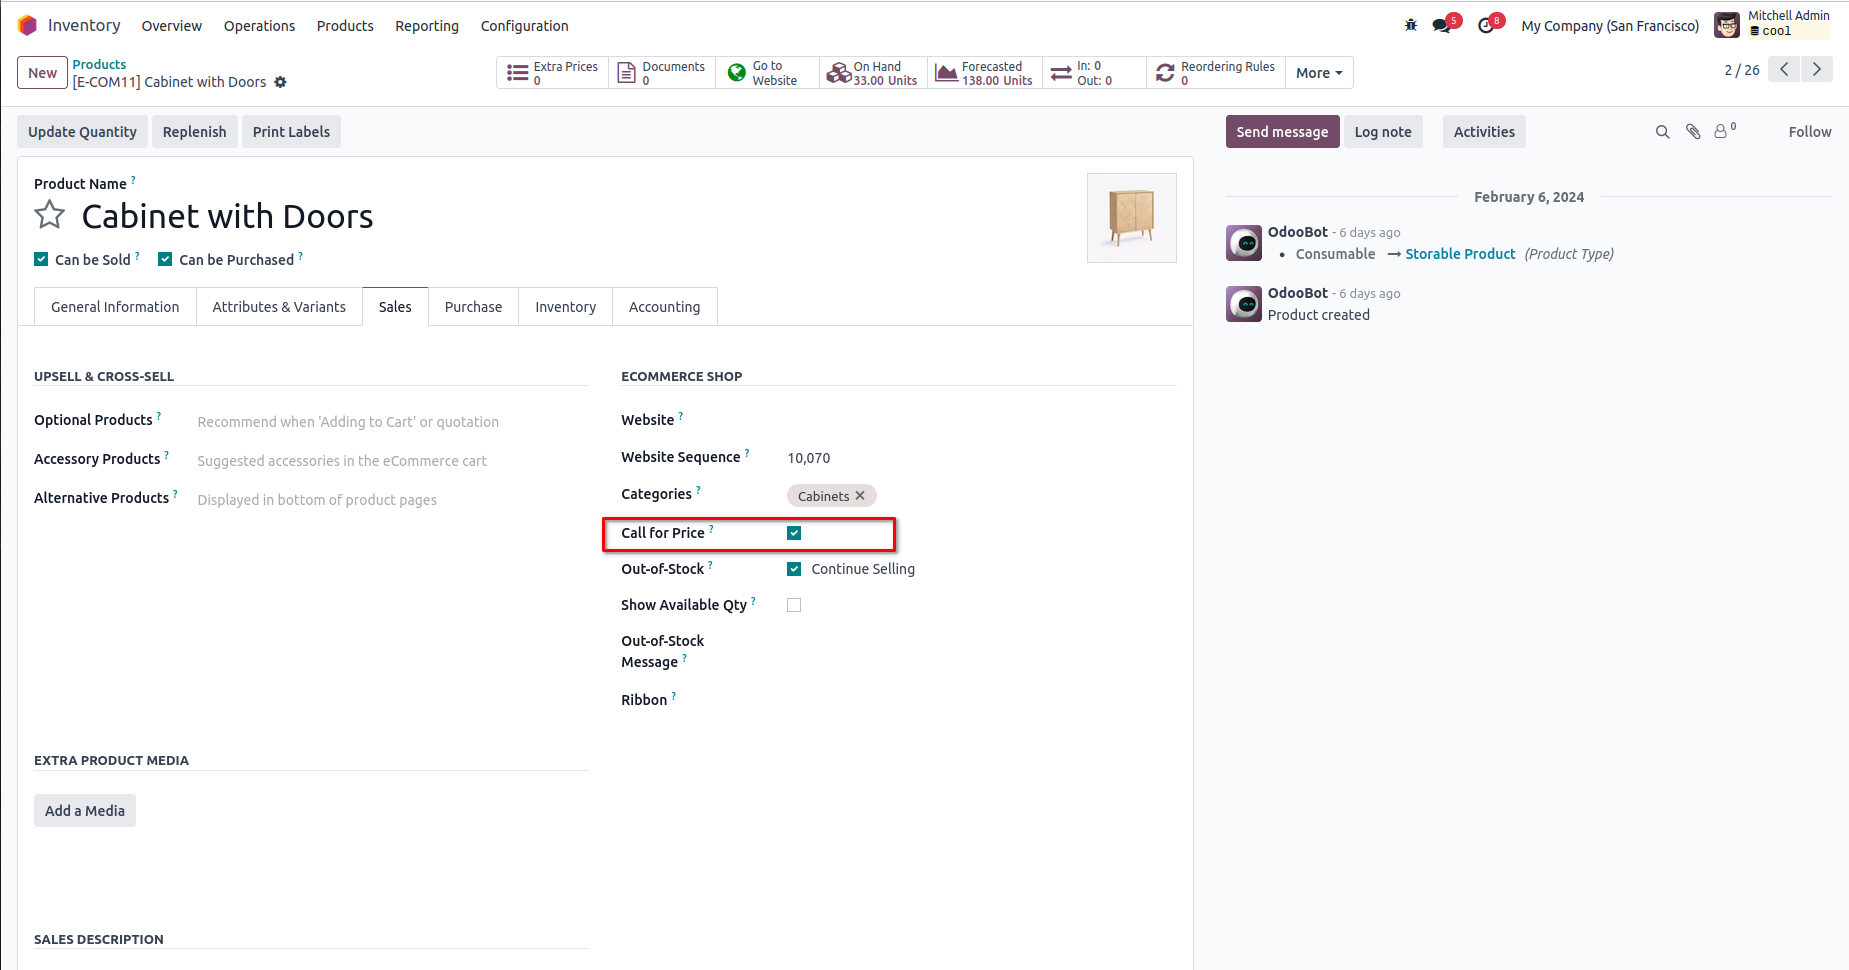 Inventory Overview Operations Products Reporting Configuration 5 8 My Company (San Francisco) Mitchell Admin
cool
New Products
[E-COM11] Cabinet with Doors
Extra Prices
0
Documents
0
Go to
Website
On Hand
33.00 Units
Forecasted
138.00 Units
In: 0
Out: 0
Reordering Rules
0
More
2 / 26
Update Quantity Replenish Print Labels
Send message Log note Activities 0 Follow
Product Name ?
Cabinet with Doors
Can be Sold ? Can be Purchased ?
General Information Attributes & Variants Sales Purchase Inventory Accounting
UPSELL & CROSS-SELL
Optional Products ? Recommend when 'Adding to Cart' or quotation
Accessory Products ? Suggested accessories in the eCommerce cart
Alternative Products ? Displayed in bottom of product pages
ECOMMERCE SHOP
Website ?
Website Sequence ? 10,070
Categories ? Cabinets
Call for Price ?
Out-of-Stock ? Continue Selling
Show Available Qty ?
Out-of-Stock
Message ?
Ribbon ?
EXTRA PRODUCT MEDIA
Add a Media
SALES DESCRIPTION
February 6, 2024
OdooBot - 6 days ago
• Consumable → Storable Product (Product Type)
OdooBot - 6 days ago
Product created